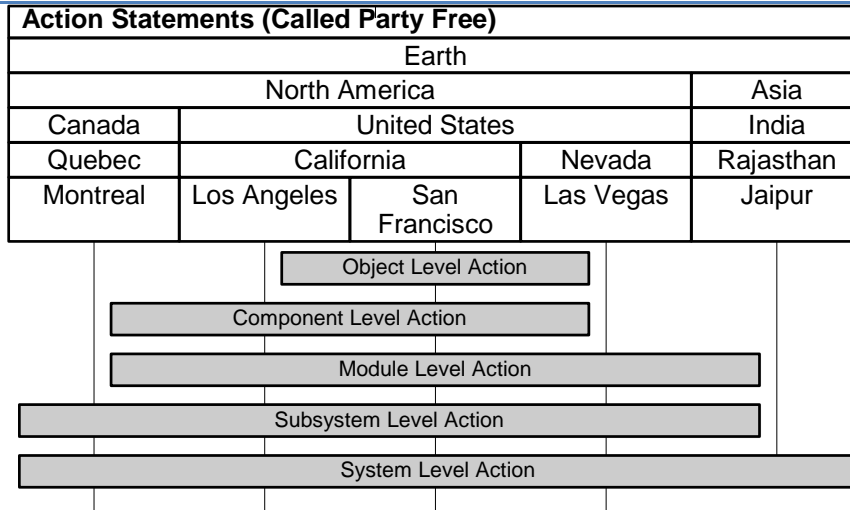 Action Statements (Called Party Free)
Earth
North America Asia
Canada United States India
Quebec California Nevada Rajasthan
Montreal Los Angeles San Francisco Las Vegas Jaipur
Object Level Action
Component Level Action
Module Level Action
Subsystem Level Action
System Level Action